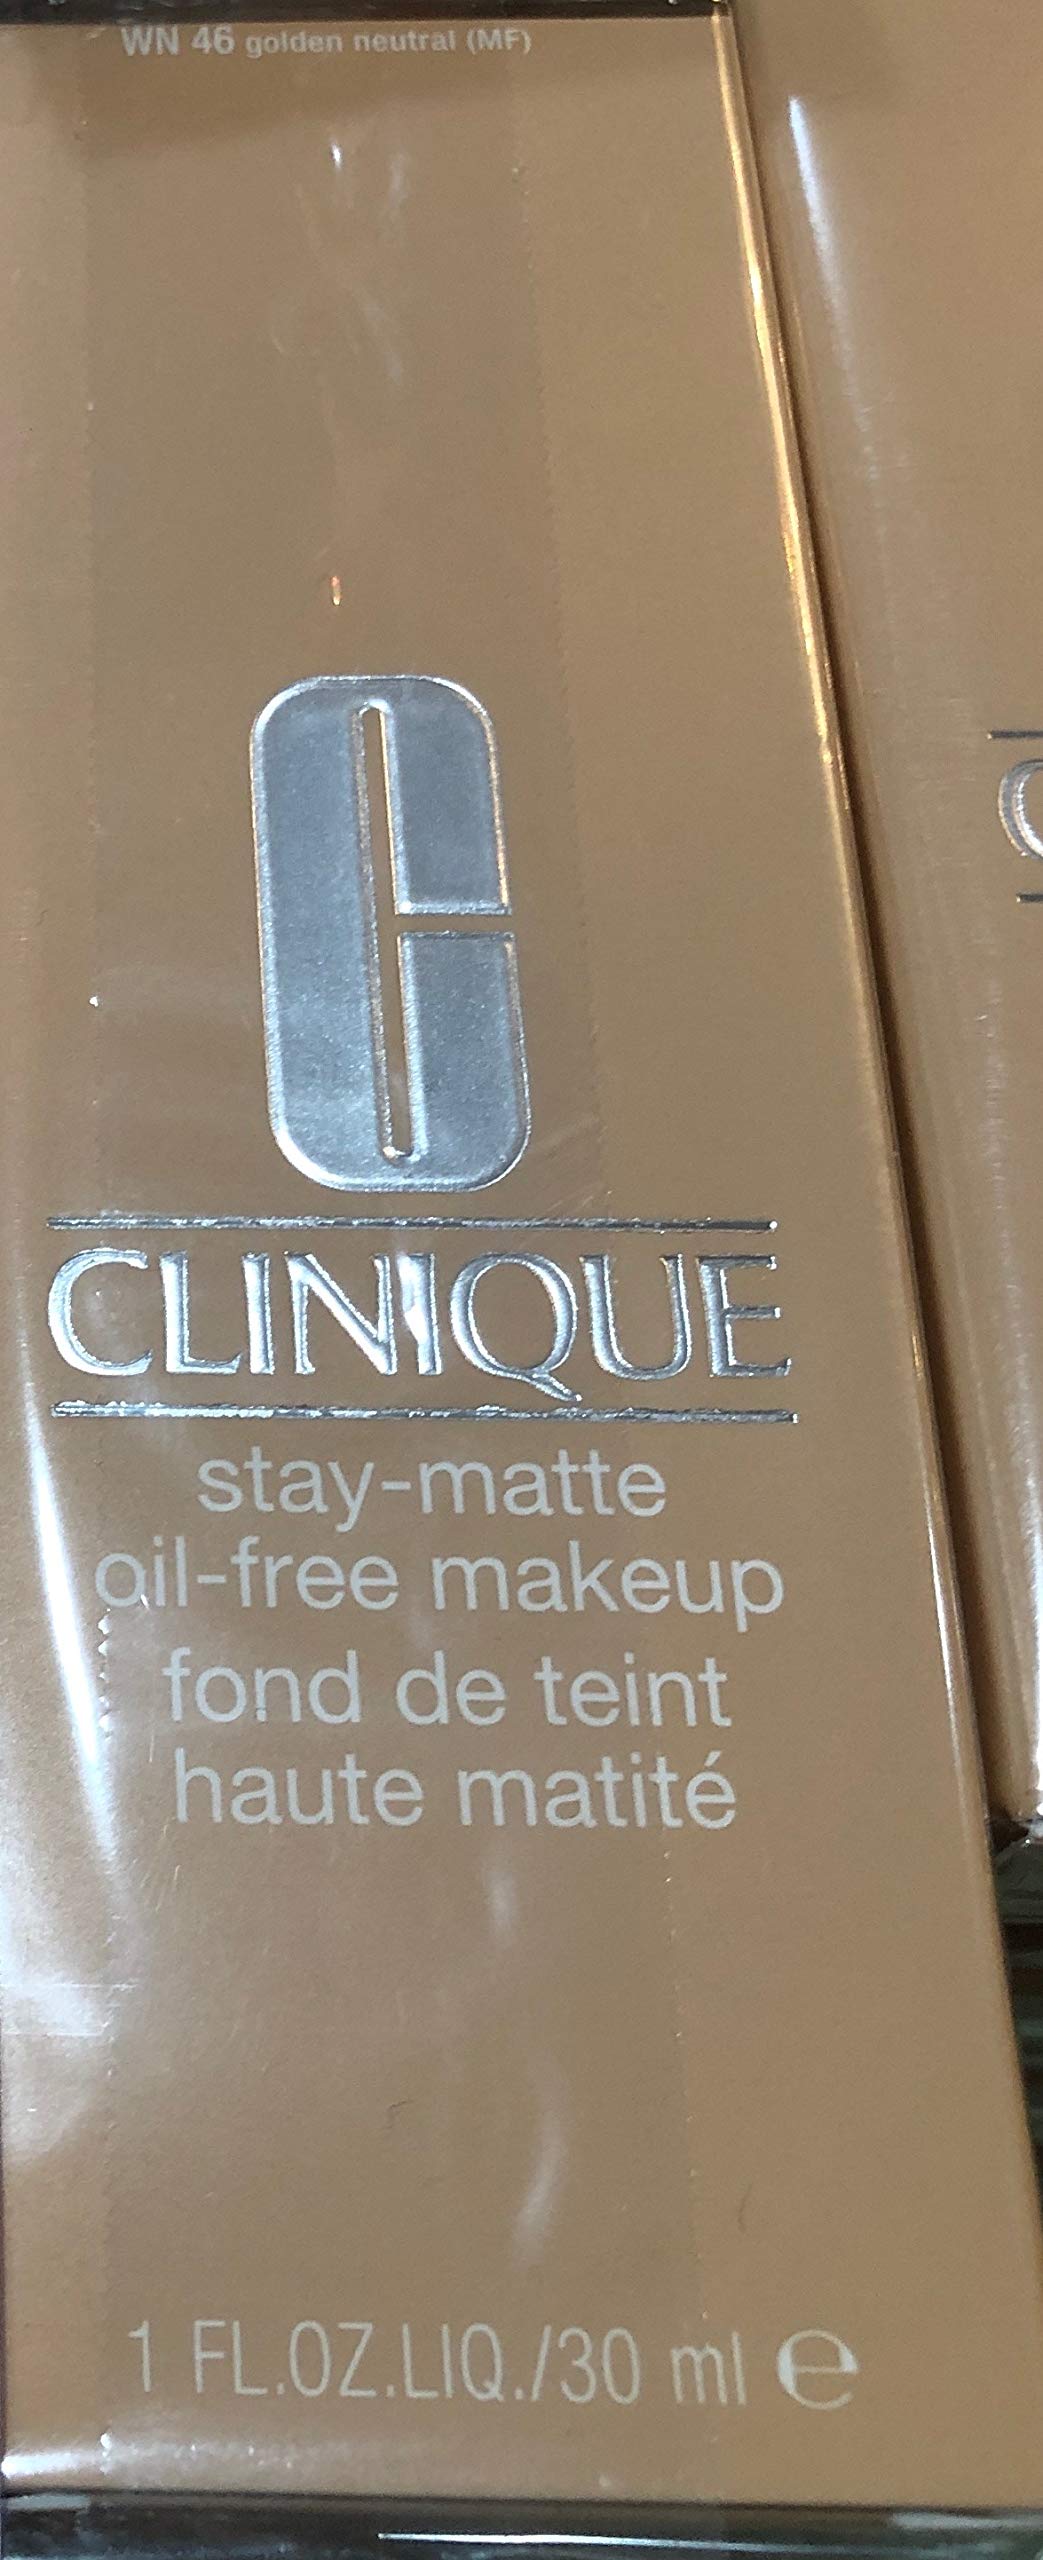 WN 46 golden neutral (MF)
C
CLINIQUE
stay-matte
oil-free makeup
fond de teint
haute matité
1 FL.OZ.LIQ./30 ml e
C